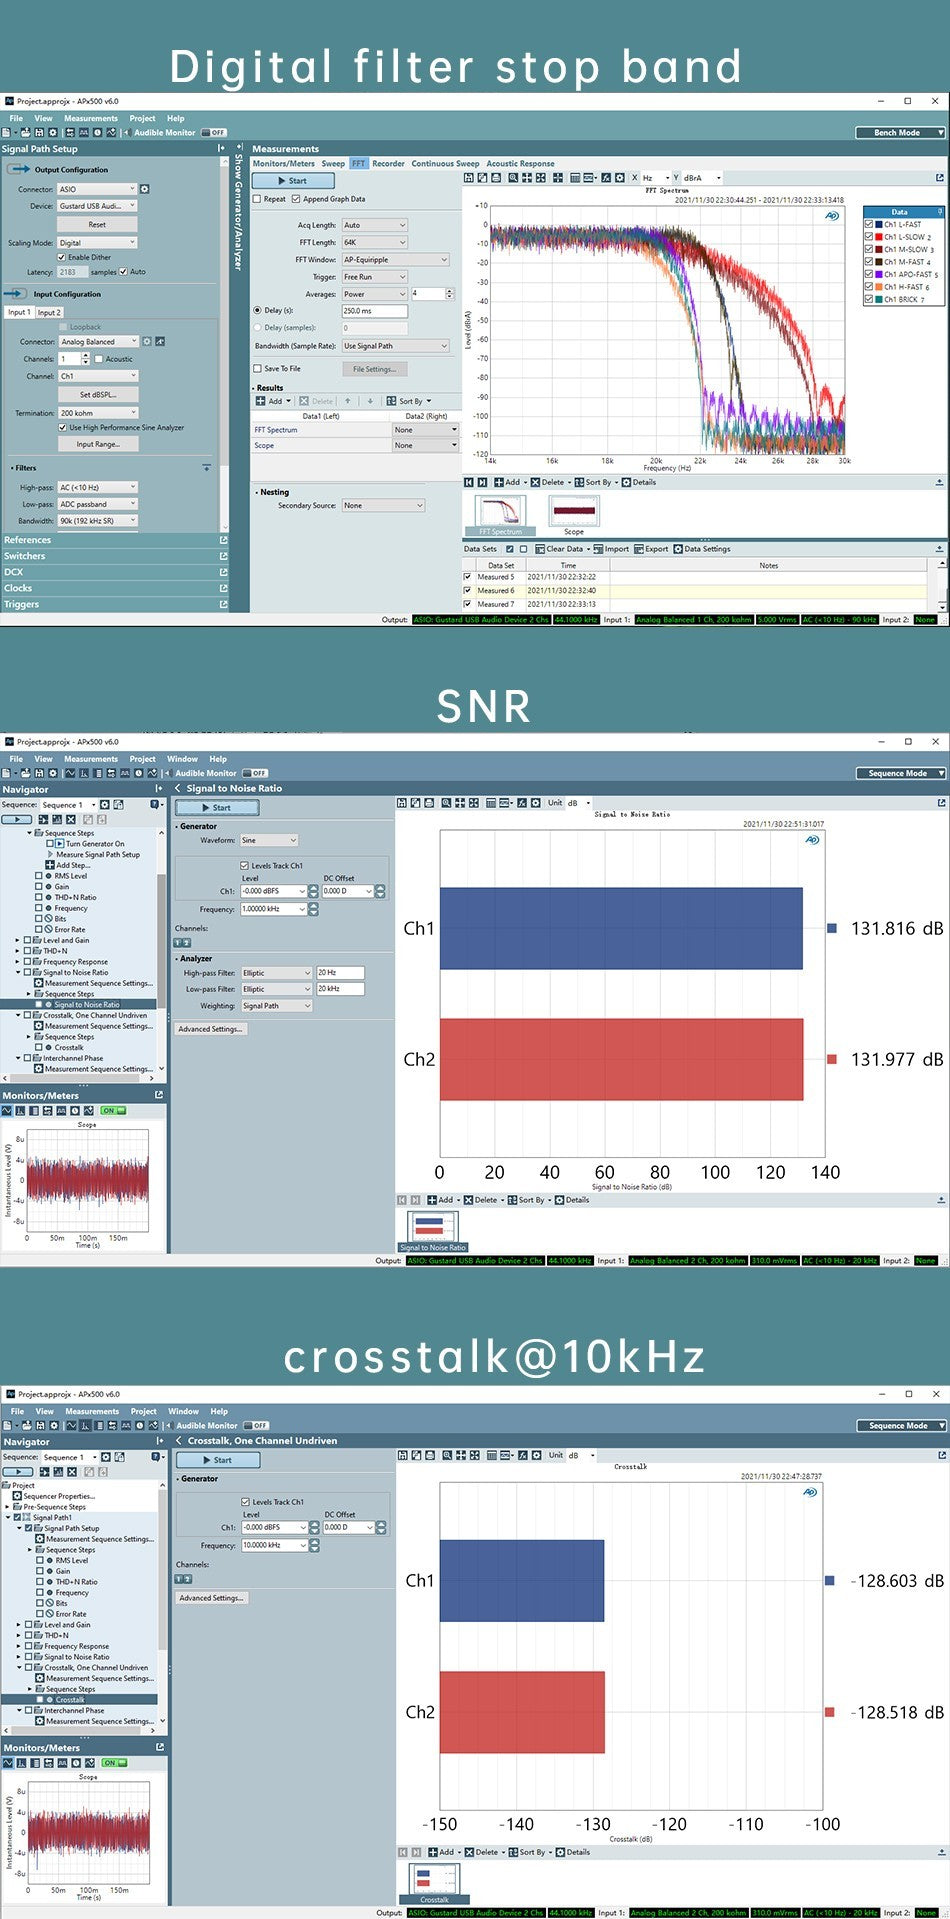 Digital filter stop band
Project.approjx - APx500 v6.0
File View Measurements Project Help
Audible Monitor OFF
Bench Mode
Signal Path Setup
Output Configuration
Connector: ASIO
Device: Gustard USB Audi...
Reset
Scaling Mode: Digital
Enable Dither
Latency: 2183 samples Auto
Input Configuration
Input 1 Input 2
Loopback
Connector: Analog Balanced
Channels: 1 Acoustic
Channel: Ch1
Set dBSPL...
Termination: 200 kohm
Use High Performance Sine Analyzer
Input Range...
Filters
High-pass: AC (<10 Hz)
Low-pass: ADC passband
Bandwidth: 90k (192 kHz SR)
References
Switchers
DCX
Clocks
Triggers
Show Generator/Analyzer
Measurements
Monitors/Meters Sweep FFT Recorder Continuous Sweep Acoustic Response
Start
Repeat Append Graph Data
Acq Length: Auto
FFT Length: 64K
FFT Window: AP-Equiripple
Trigger: Free Run
Averages: Power 4
Delay (s): 250.0 ms
Delay (samples): 0
Bandwidth (Sample Rate): Use Signal Path
Save To File File Settings...
Results
Add Delete Sort By
Data1 (Left) Data2 (Right)
FFT Spectrum None
Scope None
Nesting
Secondary Source: None
X Hz Y dBrA
FFT Spectrum
2021/11/30 22:30:44.251 - 2021/11/30 22:33:13.418
Level (dBrA)
+10
0
-10
-20
-30
-40
-50
-60
-70
-80
-90
-100
-110
-120
14k 16k 18k 20k 22k 24k 26k 28k 30k
Frequency (Hz)
Data
Ch1 L-FAST
Ch1 L-SLOW 2
Ch1 M-SLOW 3
Ch1 M-FAST 4
Ch1 APO-FAST 5
Ch1 H-FAST 6
Ch1 BRICK 7
Add Delete Sort By Details
FFT Spectrum Scope
Data Sets Clear Data Import Export Data Settings
Data Set Time Notes
Measured 5 2021/11/30 22:32:22
Measured 6 2021/11/30 22:32:40
Measured 7 2021/11/30 22:33:13
Output: ASIO: Gustard USB Audio Device 2 Chs 44.1000 kHz Input 1: Analog Balanced 1 Ch, 200 kohm 5.000 Vrms AC (<10 Hz) - 90 kHz Input 2: None
SNR
Project.approjx - APx500 v6.0
File View Measurements Project Window Help
Audible Monitor OFF
Sequence Mode
Navigator
Sequence: Sequence 1
Sequence Steps
Turn Generator On
Measure Signal Path Setup
Add Step...
RMS Level
Gain
THD+N Ratio
Frequency
Bits
Error Rate
Level and Gain
THD+N
Frequency Response
Signal to Noise Ratio
Measurement Sequence Settings...
Sequence Steps
Signal to Noise Ratio
Crosstalk, One Channel Undriven
Measurement Sequence Settings...
Sequence Steps
Crosstalk
Interchannel Phase
Measurement Sequence Settings...
Monitors/Meters
ON
Scope
Instantaneous Level (V)
8u
4u
0
-4u
-8u
0 50m 100m 150m
Time (s)
Signal to Noise Ratio
Start
Generator
Waveform: Sine
Levels Track Ch1
Level DC Offset
Ch1: -0.000 dBFS 0.000 D
Frequency: 1.00000 kHz
Channels:
1 2
Analyzer
High-pass Filter: Elliptic 20 Hz
Low-pass Filter: Elliptic 20 kHz
Weighting: Signal Path
Advanced Settings...
Unit dB
Signal to Noise Ratio
2021/11/30 22:51:31.017
Ch1 131.816 dB
Ch2 131.977 dB
0 20 40 60 80 100 120 140
Signal to Noise Ratio (dB)
Add Delete Sort By Details
Signal to Noise Ratio
Output: ASIO: Gustard USB Audio Device 2 Chs 44.1000 kHz Input 1: Analog Balanced 2 Ch, 200 kohm 310.0 mVrms AC (<10 Hz) - 20 kHz Input 2: None
crosstalk@10kHz
Project.approjx - APx500 v6.0
File View Measurements Project Window Help
Audible Monitor OFF
Sequence Mode
Navigator
Sequence: Sequence 1
Project
Sequencer Properties...
Pre-Sequence Steps
Signal Path1
Signal Path Setup
Measurement Sequence Settings...
Sequence Steps
RMS Level
Gain
THD+N Ratio
Frequency
Bits
Error Rate
Level and Gain
THD+N
Frequency Response
Signal to Noise Ratio
Crosstalk, One Channel Undriven
Measurement Sequence Settings...
Sequence Steps
Crosstalk
Interchannel Phase
Measurement Sequence Settings...
Monitors/Meters
ON
Scope
Instantaneous Level (V)
8u
4u
0
-4u
-8u
0 50m 100m 150m
Time (s)
Crosstalk, One Channel Undriven
Start
Generator
Levels Track Ch1
Level DC Offset
Ch1: -0.000 dBFS 0.000 D
Frequency: 10.0000 kHz
Channels:
1 2
Advanced Settings...
Unit dB
Crosstalk
2021/11/30 22:47:28.737
Ch1 -128.603 dB
Ch2 -128.518 dB
-150 -140 -130 -120 -110 -100
Crosstalk (dB)
Add Delete Sort By Details
Crosstalk
Output: ASIO: Gustard USB Audio Device 2 Chs 44.1000 kHz Input 1: Analog Balanced 2 Ch, 200 kohm 310.0 mVrms AC (<10 Hz) - 20 kHz Input 2: None